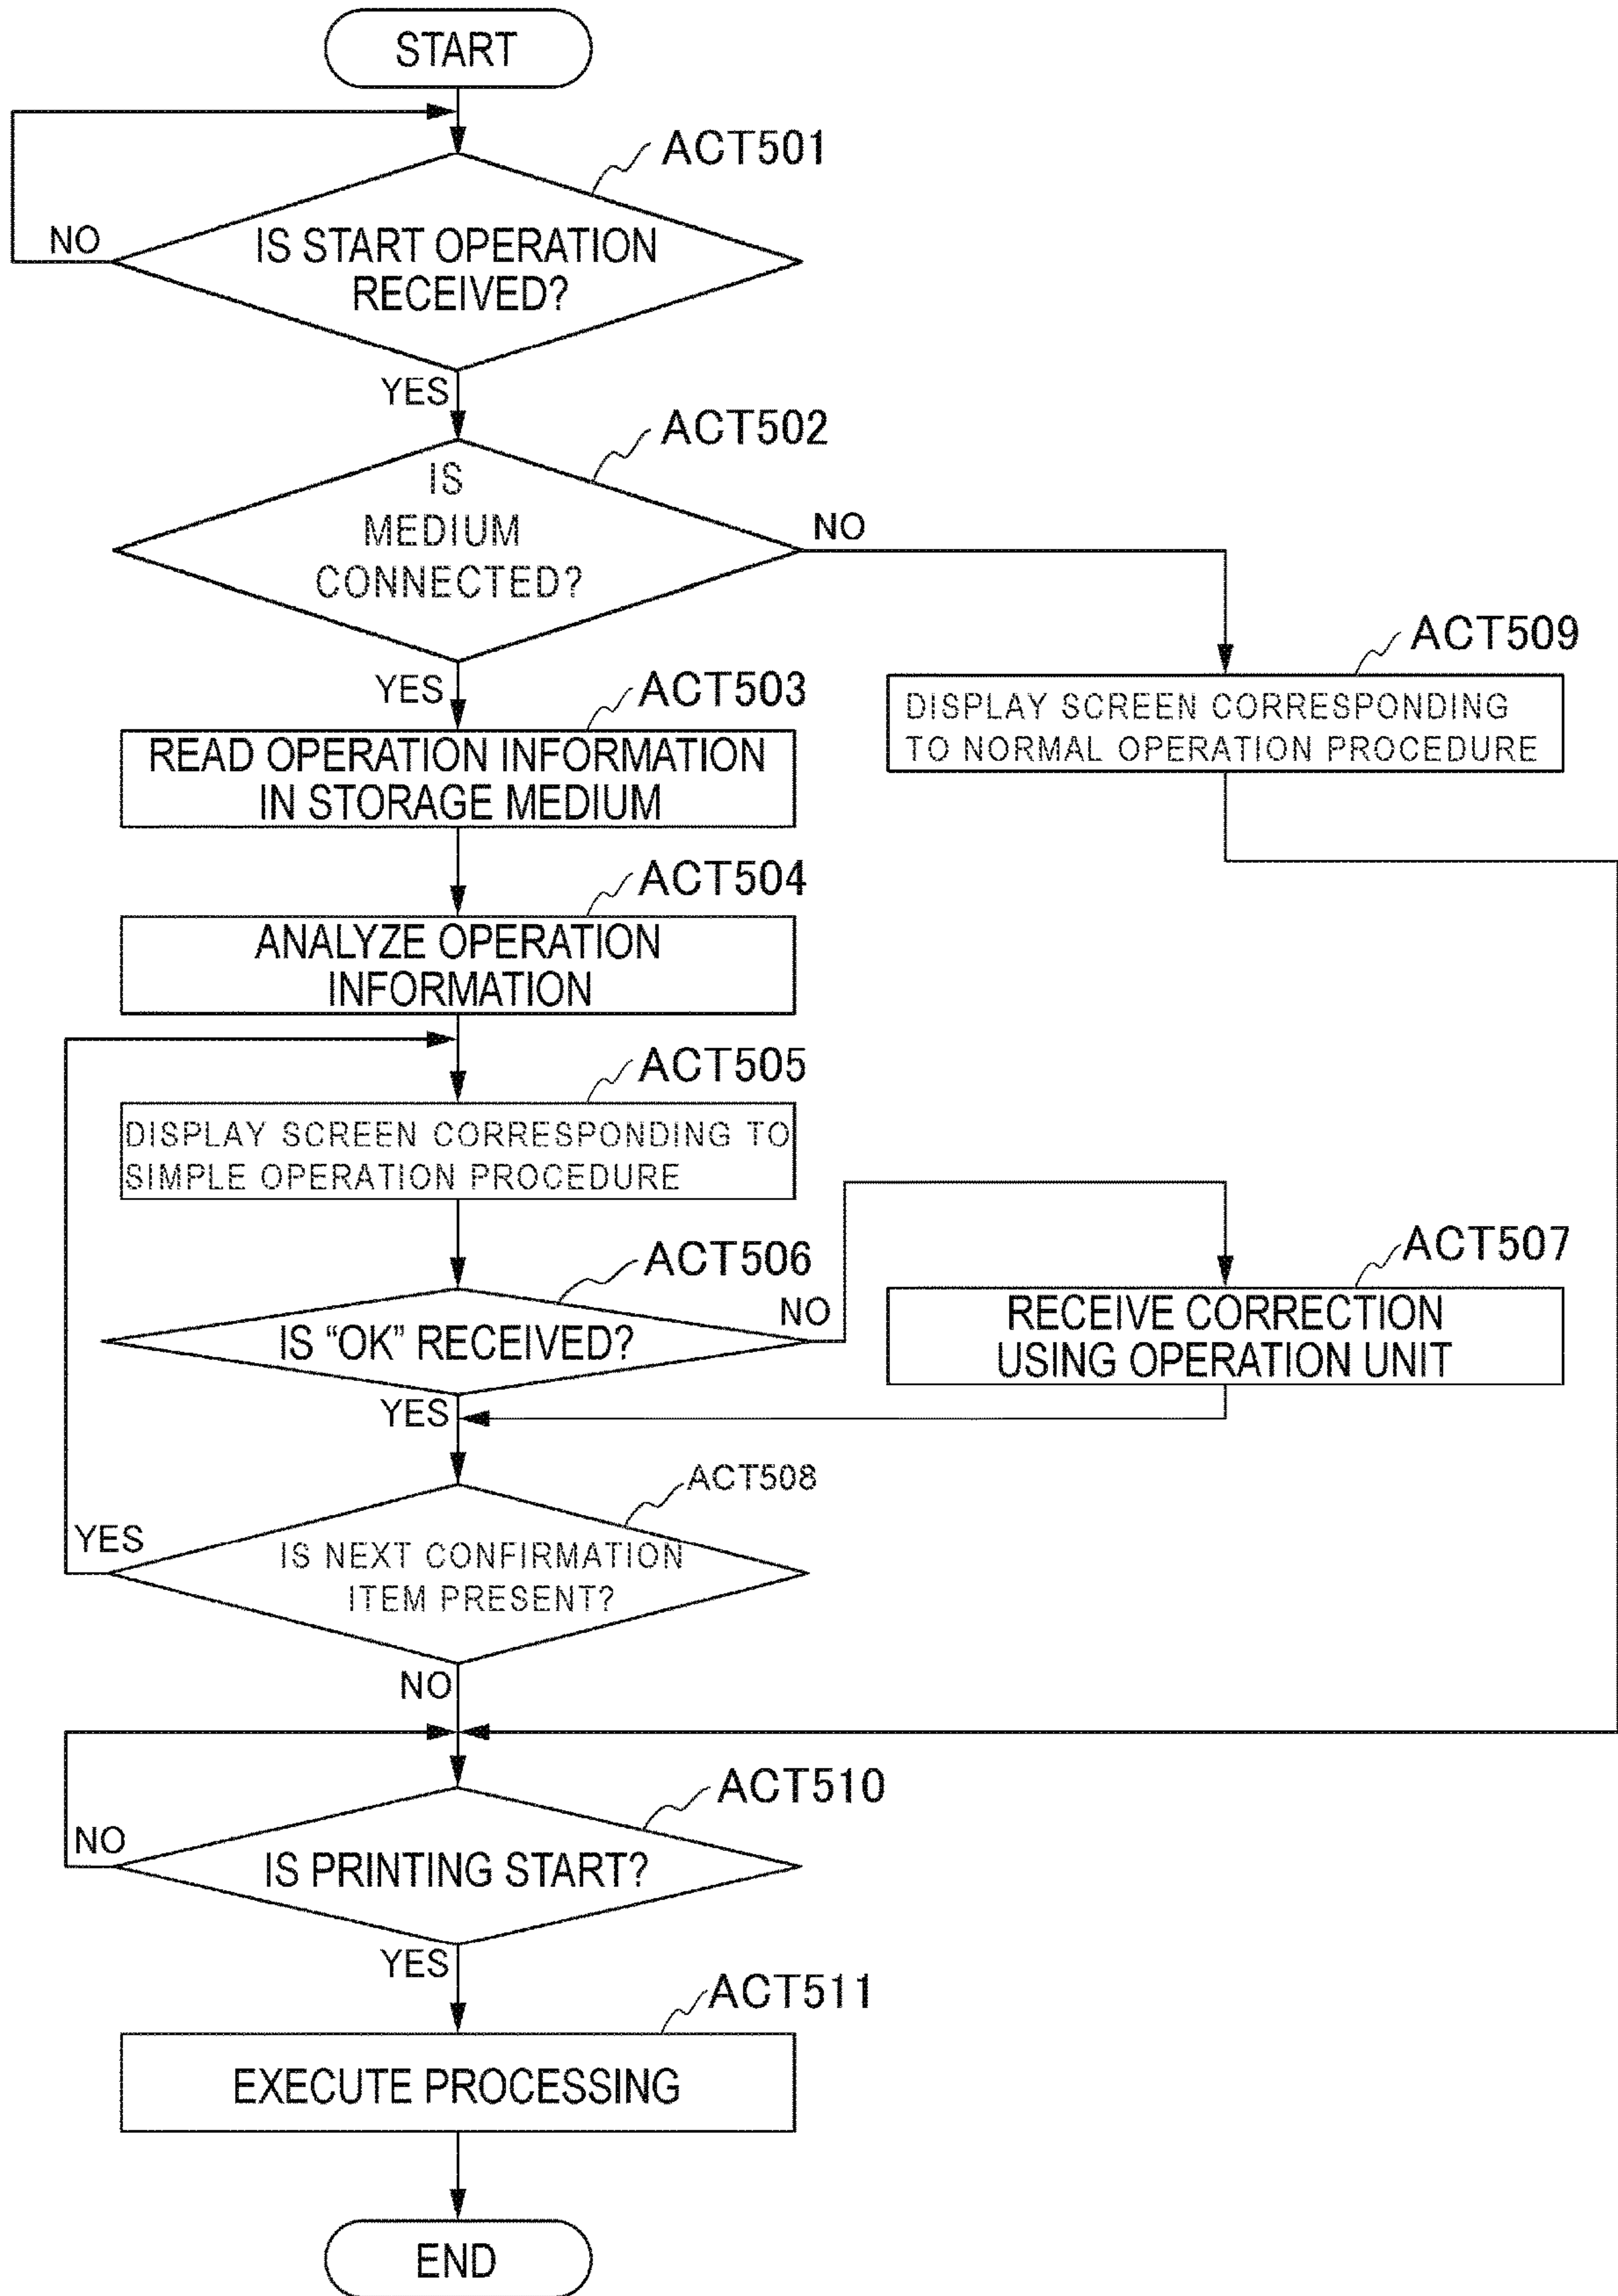 START
ACT501
NO
IS START OPERATION
RECEIVED?
YES
ACT502
IS
MEDIUM
CONNECTED?
NO
YES
ACT503
READ OPERATION INFORMATION
IN STORAGE MEDIUM
ACT509
DISPLAY SCREEN CORRESPONDING
TO NORMAL OPERATION PROCEDURE
ACT504
ANALYZE OPERATION
INFORMATION
ACT505
DISPLAY SCREEN CORRESPONDING TO
SIMPLE OPERATION PROCEDURE
ACT506
IS “OK” RECEIVED?
NO
ACT507
RECEIVE CORRECTION
USING OPERATION UNIT
YES
ACT508
YES
IS NEXT CONFIRMATION
ITEM PRESENT?
NO
ACT510
NO
IS PRINTING START?
YES
ACT511
EXECUTE PROCESSING
END